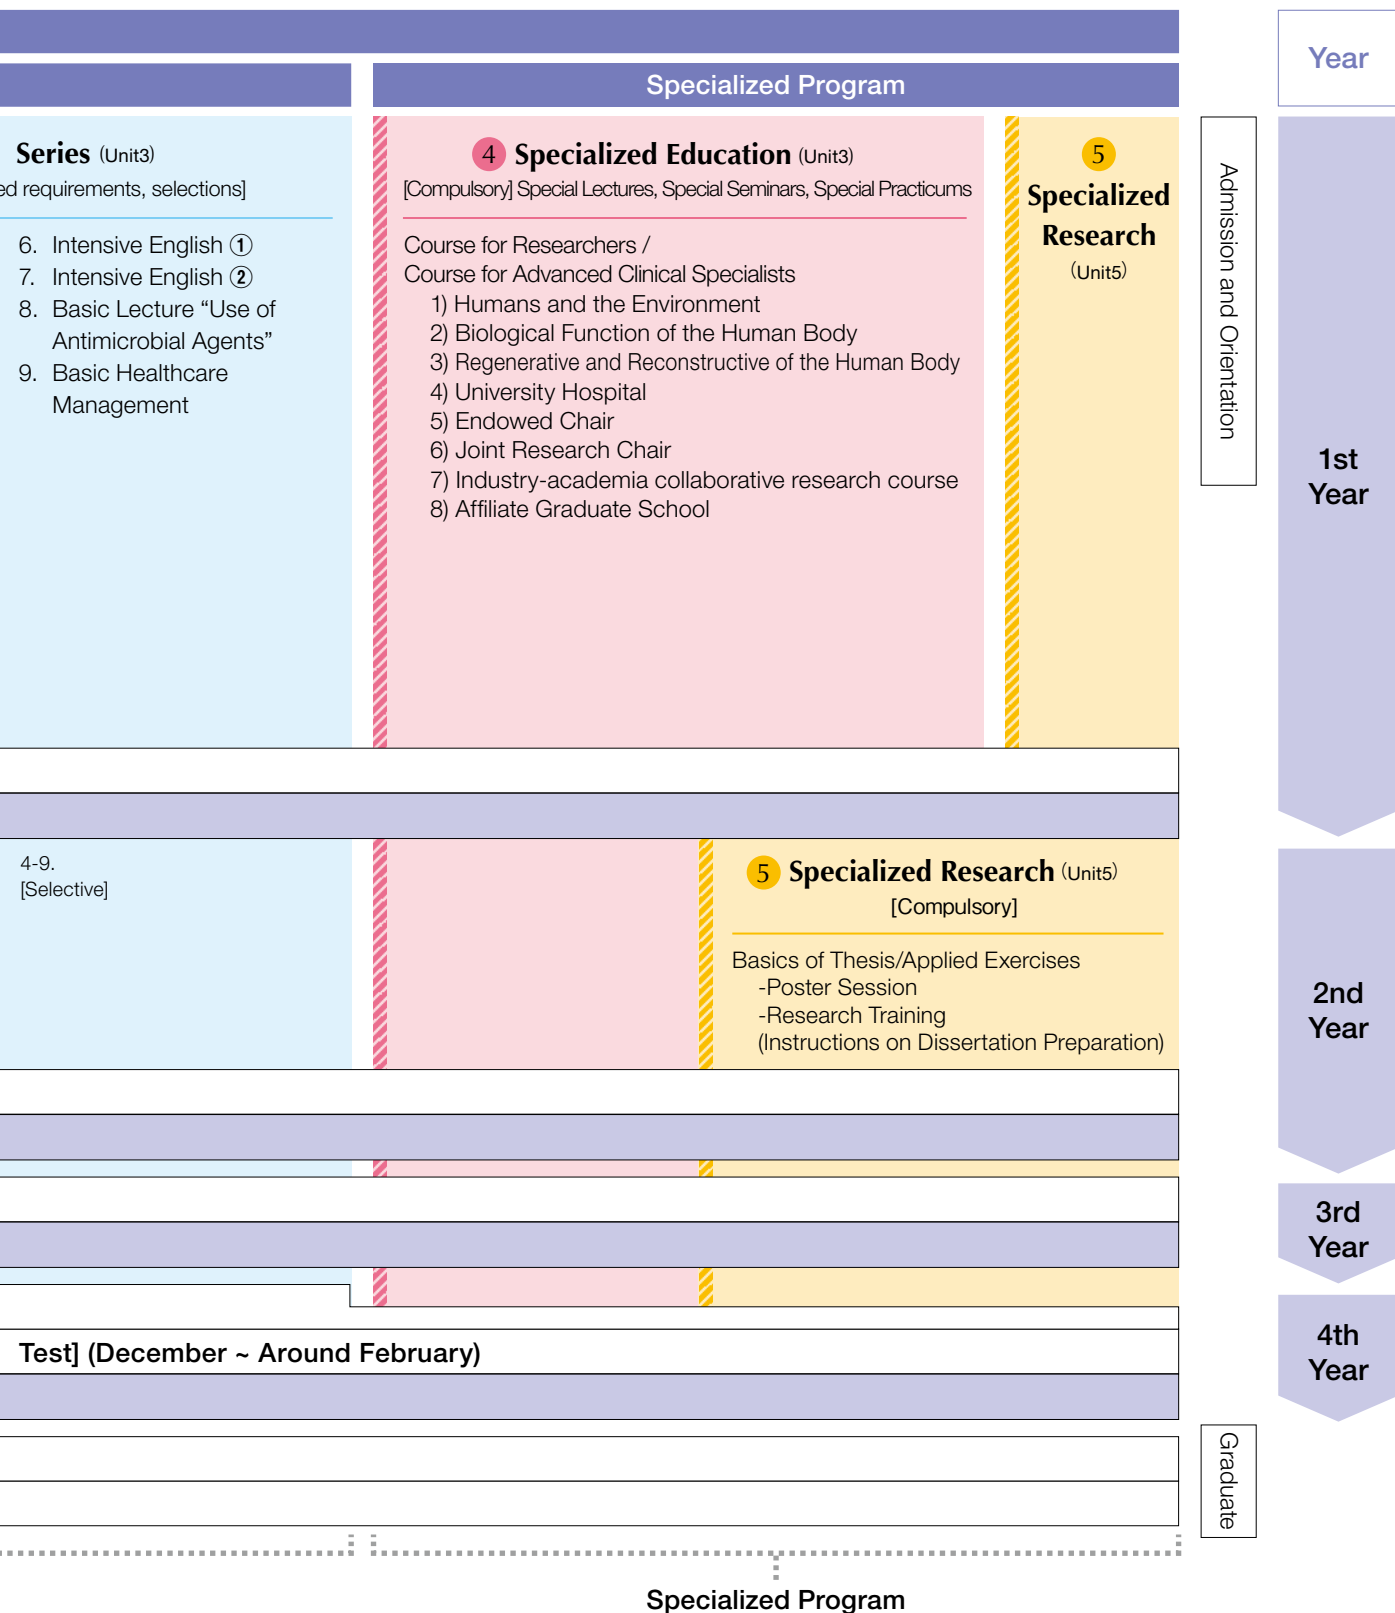 Year
Specialized Program
Series (Unit3)
ed requirements, selections]
6. Intensive English ①
7. Intensive English ②
8. Basic Lecture “Use of
Antimicrobial Agents”
9. Basic Healthcare
Management
4 Specialized Education (Unit3)
[Compulsory] Special Lectures, Special Seminars, Special Practicums
Course for Researchers /
Course for Advanced Clinical Specialists
1) Humans and the Environment
2) Biological Function of the Human Body
3) Regenerative and Reconstructive of the Human Body
4) University Hospital
5) Endowed Chair
6) Joint Research Chair
7) Industry-academia collaborative research course
8) Affiliate Graduate School
5
Specialized
Research
(Unit5)
Admission and Orientation
1st
Year
4-9.
[Selective]
5 Specialized Research (Unit5)
[Compulsory]
Basics of Thesis/Applied Exercises
-Poster Session
-Research Training
(Instructions on Dissertation Preparation)
2nd
Year
3rd
Year
Test] (December ~ Around February)
4th
Year
Graduate
Specialized Program